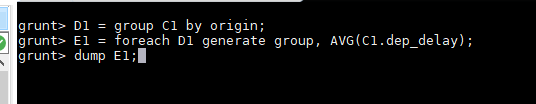 grunt> D1 = group C1 by origin;
grunt> E1 = foreach D1 generate group, AVG(C1.dep_delay);
grunt> dump E1;